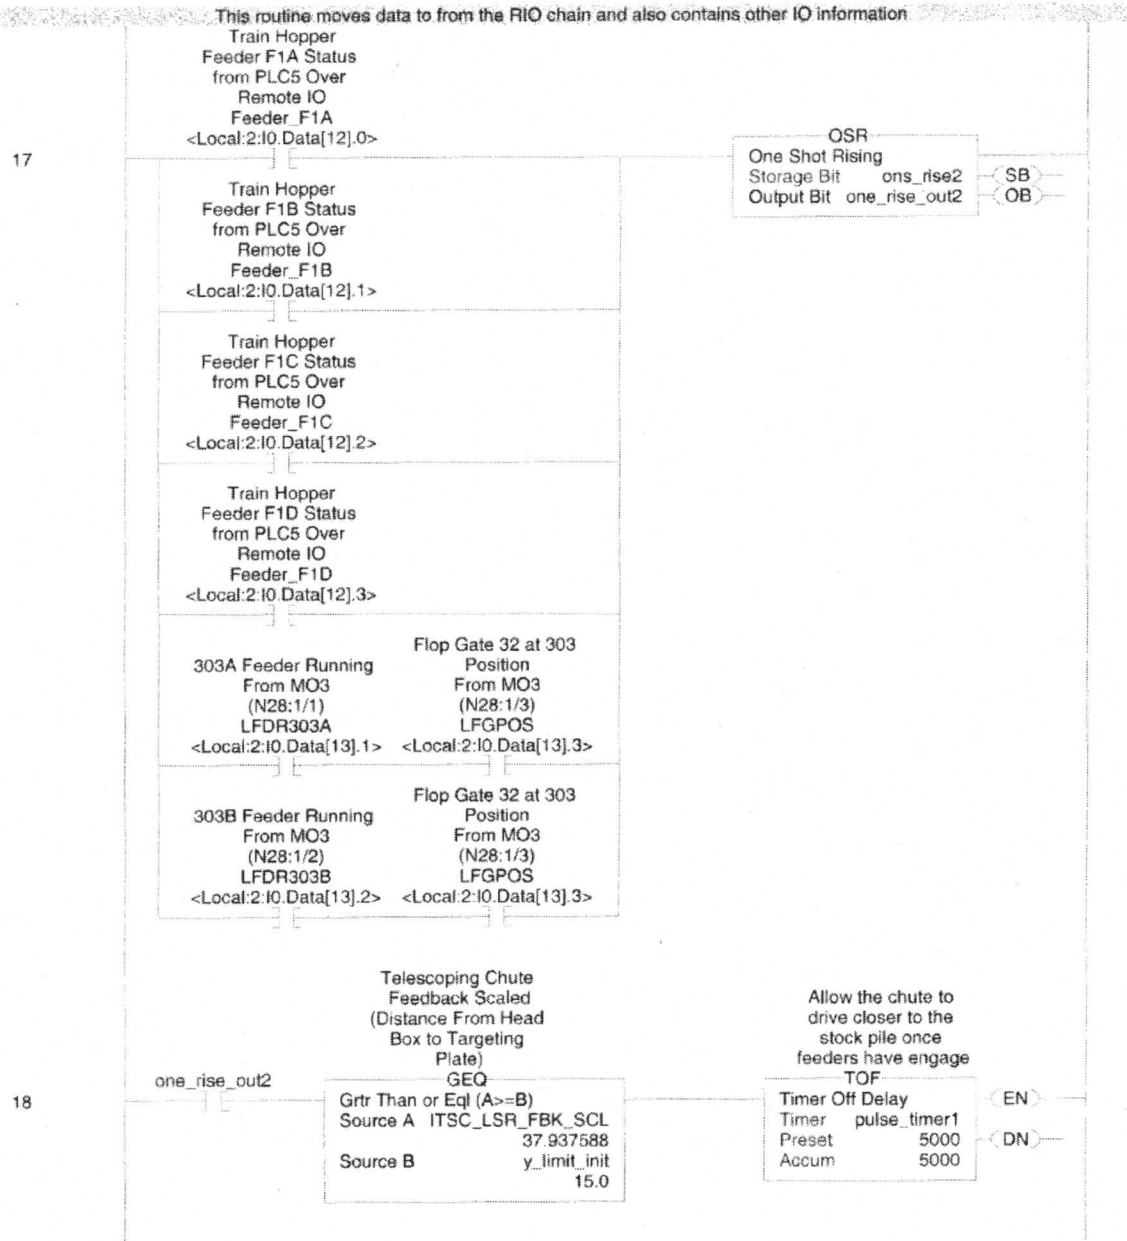 This routine moves data to from the RIO chain and also contains other IO information
Train Hopper
Feeder F1A Status
from PLC5 Over
Remote IO
Feeder_F1A
<Local:2:I0.Data[12].0>
17
OSR
One Shot Rising
Storage Bit ons_rise2
SB
Output Bit one_rise_out2
OB
Train Hopper
Feeder F1B Status
from PLC5 Over
Remote IO
Feeder_F1B
<Local:2:I0.Data[12].1>
Train Hopper
Feeder F1C Status
from PLC5 Over
Remote IO
Feeder_F1C
<Local:2:I0.Data[12].2>
Train Hopper
Feeder F1D Status
from PLC5 Over
Remote IO
Feeder_F1D
<Local:2:I0.Data[12].3>
303A Feeder Running
From MO3
(N28:1/1)
LFDR303A
<Local:2:I0.Data[13].1>
Flop Gate 32 at 303
Position
From MO3
(N28:1/3)
LFGPOS
<Local:2:I0.Data[13].3>
303B Feeder Running
From MO3
(N28:1/2)
LFDR303B
<Local:2:I0.Data[13].2>
Flop Gate 32 at 303
Position
From MO3
(N28:1/3)
LFGPOS
<Local:2:I0.Data[13].3>
18
one_rise_out2
Telescoping Chute
Feedback Scaled
(Distance From Head
Box to Targeting
Plate)
GEQ
Grtr Than or Eql (A>=B)
Source A ITSC_LSR_FBK_SCL
37.937588
Source B y_limit_init
15.0
Allow the chute to
drive closer to the
stock pile once
feeders have engage
TOF
Timer Off Delay
EN
Timer pulse_timer1
Preset 5000
DN
Accum 5000